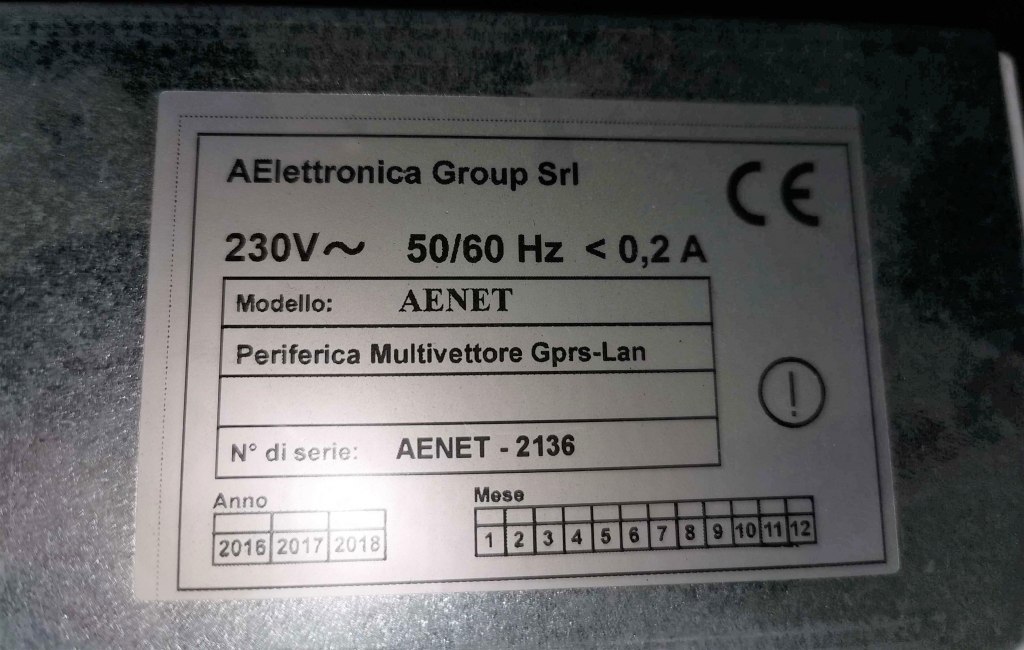 AElettronica Group Srl
CE
230V~ 50/60 Hz < 0,2 A
Modello: AENET
Periferica Multivettore Gprs-Lan
N° di serie: AENET - 2136
Anno
2016 2017 2018
Mese
1 2 3 4 5 6 7 8 9 10 11 12